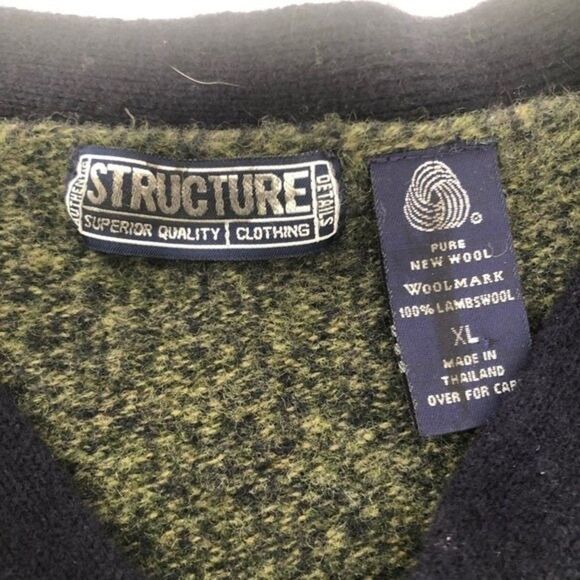 STRUCTURE
DETAILS
SUPERIOR QUALITY CLOTHING
PURE
NEW WOOL
WOOLMARK
100% LAMBSWOOL
XL
MADE IN
THAILAND
OVER FOR